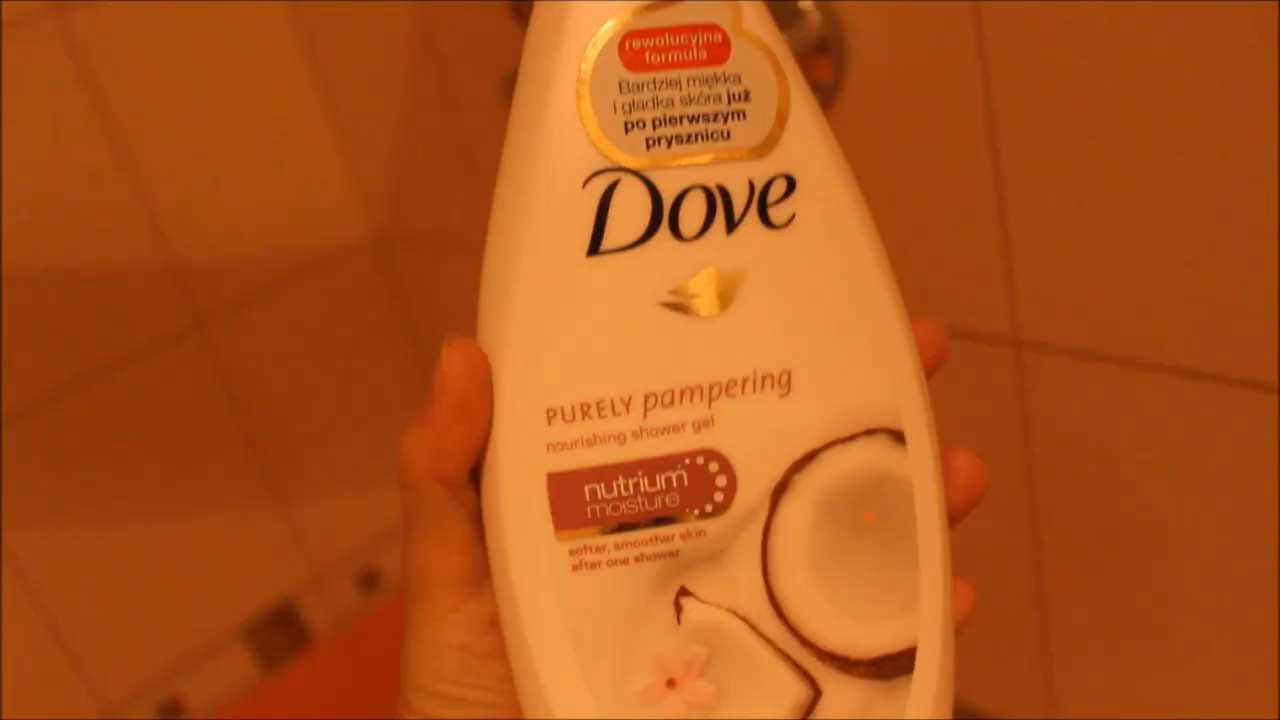 rewolucyjna
formuła
Bardziej miękka
i gładka skóra już
po pierwszym
prysznicu
Dove
PURELY pampering
nourishing shower gel
nutrium
moisture
softer, smoother skin
after one shower